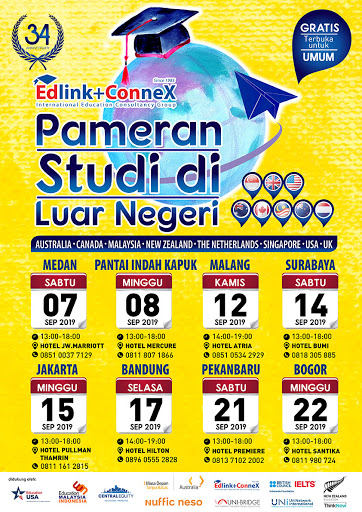 34
GRATIS
Terbuka
untuk
UMUM
Since 1985
Edlink+ConneX
International Education Consultancy Group
Pameran
Studi di
Luar Negeri
AUSTRALIA • CANADA • MALAYSIA • NEW ZEALAND • THE NETHERLANDS • SINGAPORE • USA • UK
MEDAN PANTAI INDAH KAPUK MALANG SURABAYA
SABTU MINGGU KAMIS SABTU
07 08 12 14
SEP 2019 SEP 2019 SEP 2019 SEP 2019
13:00-18:00 13:00-18:00 14:00-19:00 13:00-18:00
HOTEL JW.MARRIOTT HOTEL MERCURE HOTEL ATRIA HOTEL BUMI
0851 0037 7129 0811 807 1866 0851 0534 2929 0818 305 885
JAKARTA BANDUNG PEKANBARU BOGOR
MINGGU SELASA SABTU MINGGU
15 17 21 22
SEP 2019 SEP 2019 SEP 2019 SEP 2019
13:00-18:00 14:00-19:00 13:00-18:00 13:00-18:00
HOTEL PULLMAN THAMRIN HOTEL HILTON HOTEL PREMIERE HOTEL SANTIKA
0811 161 2815 0896 0555 2828 0813 7102 2002 0811 980 724
didukung oleh:
EducationUSA
Education MALAYSIA INDONESIA
CENTRAL EQUITY
Australia
nuffic neso
Edlink+ConneX
UNI-BRIDGE
BRITISH COUNCIL
IELTS
UNINETWORK
NEW ZEALAND EDUCATION
ThinkNew